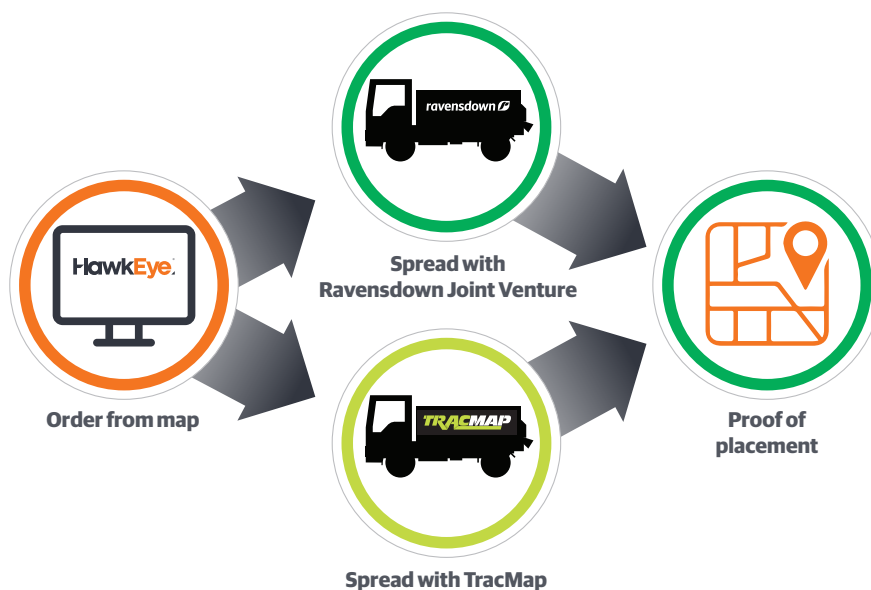 ravensdown
HawkEye
Spread with
Ravensdown Joint Venture
Order from map
TRACMAP
Proof of
placement
Spread with TracMap